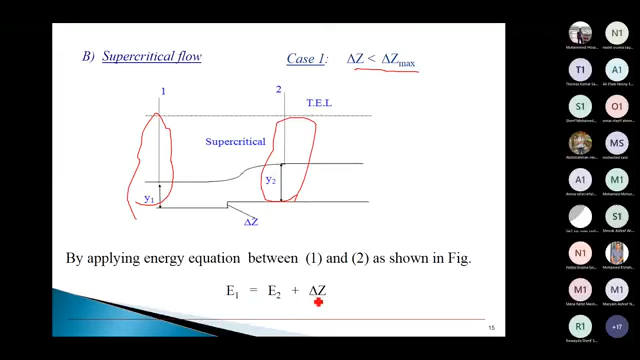 B) Supercritical flow
Case 1: ΔZ < ΔZmax
1
2
T.E.L
Supercritical
y1
y2
ΔZ
By applying energy equation between (1) and (2) as shown in Fig.
E1 = E2 + ΔZ
15
N1
T1
A1
S1
O1
MS
A1
M1
S1
N1
M1
M1
R1
+17